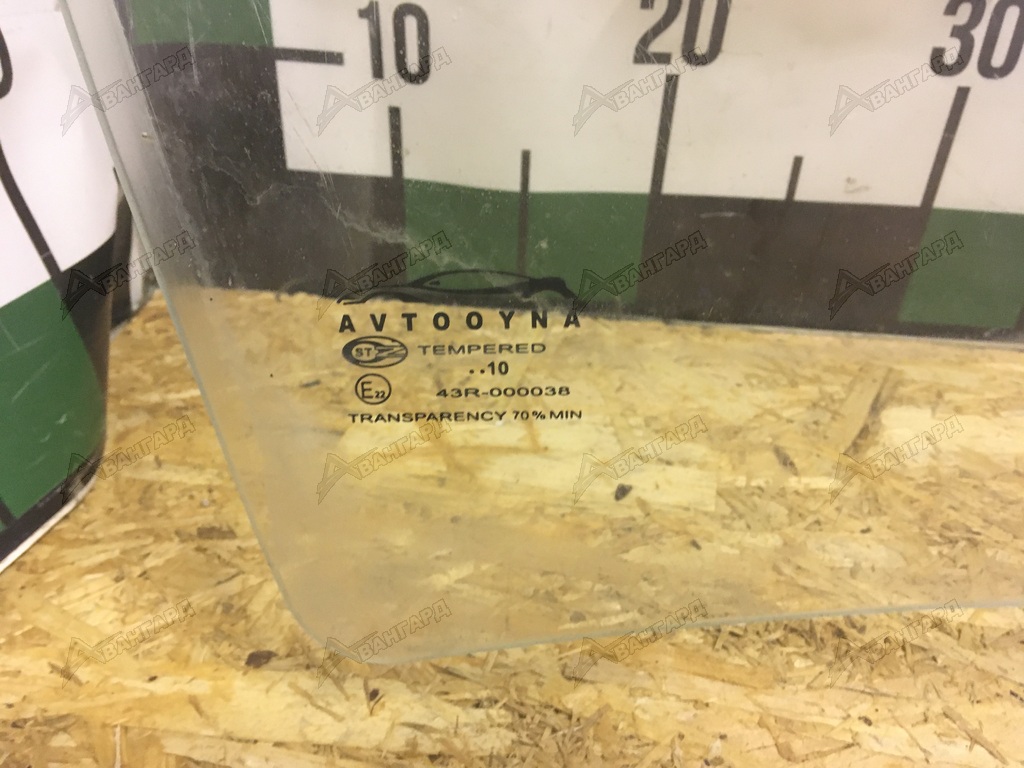 10 20 30
AVTOOYNA
ST TEMPERED
··10
E22 43R-000038
TRANSPARENCY 70% MIN
АВАНГАРД